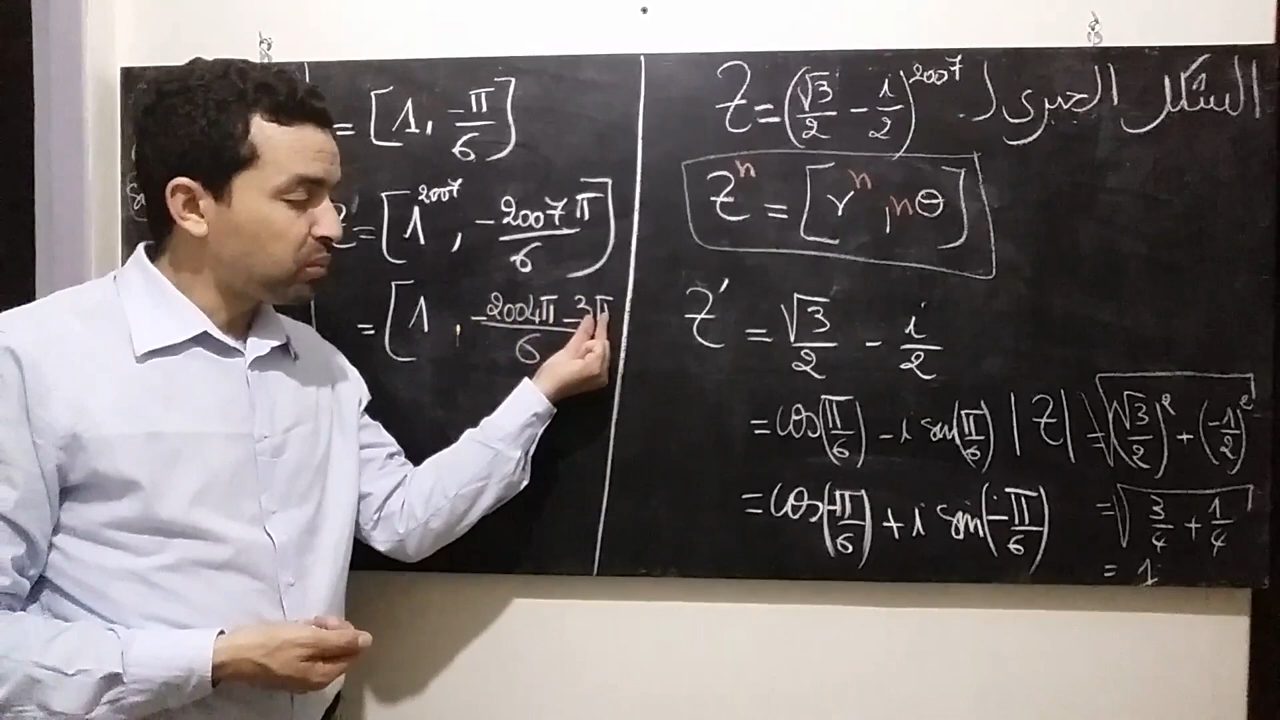 الشكل الجبري لـ Z = (√3/2 - i/2)^2007
Z^n = [r^n, nθ]
Z' = √3/2 - i/2
= cos(π/6) - i sin(π/6)
= cos(-π/6) + i sin(-π/6)
|Z| = √((√3/2)^2 + (-1/2)^2)
= √(3/4 + 1/4)
= 1
= [1, -π/6]
Z = [1^2007, -2007π/6]
= [1, -2004π - 3π/6